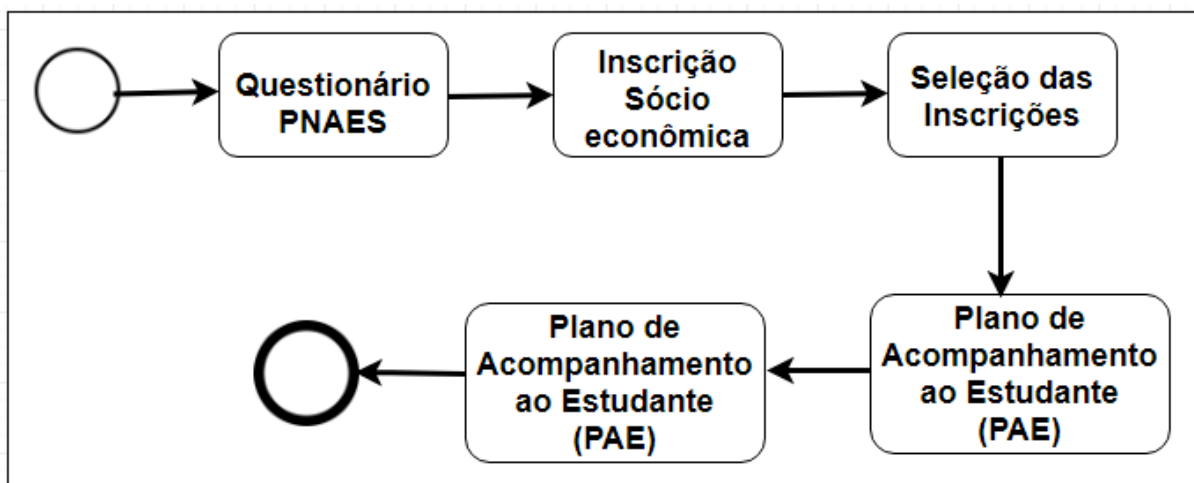 Questionário
PNAES
Inscrição
Sócio
econômica
Seleção das
Inscrições
Plano de
Acompanhamento
ao Estudante
(PAE)
Plano de
Acompanhamento
ao Estudante
(PAE)